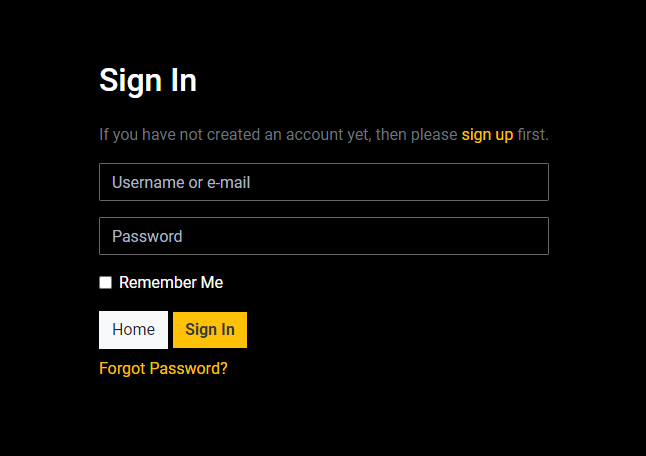 Sign In
If you have not created an account yet, then please sign up first.
Username or e-mail
Password
Remember Me
Home Sign In
Forgot Password?